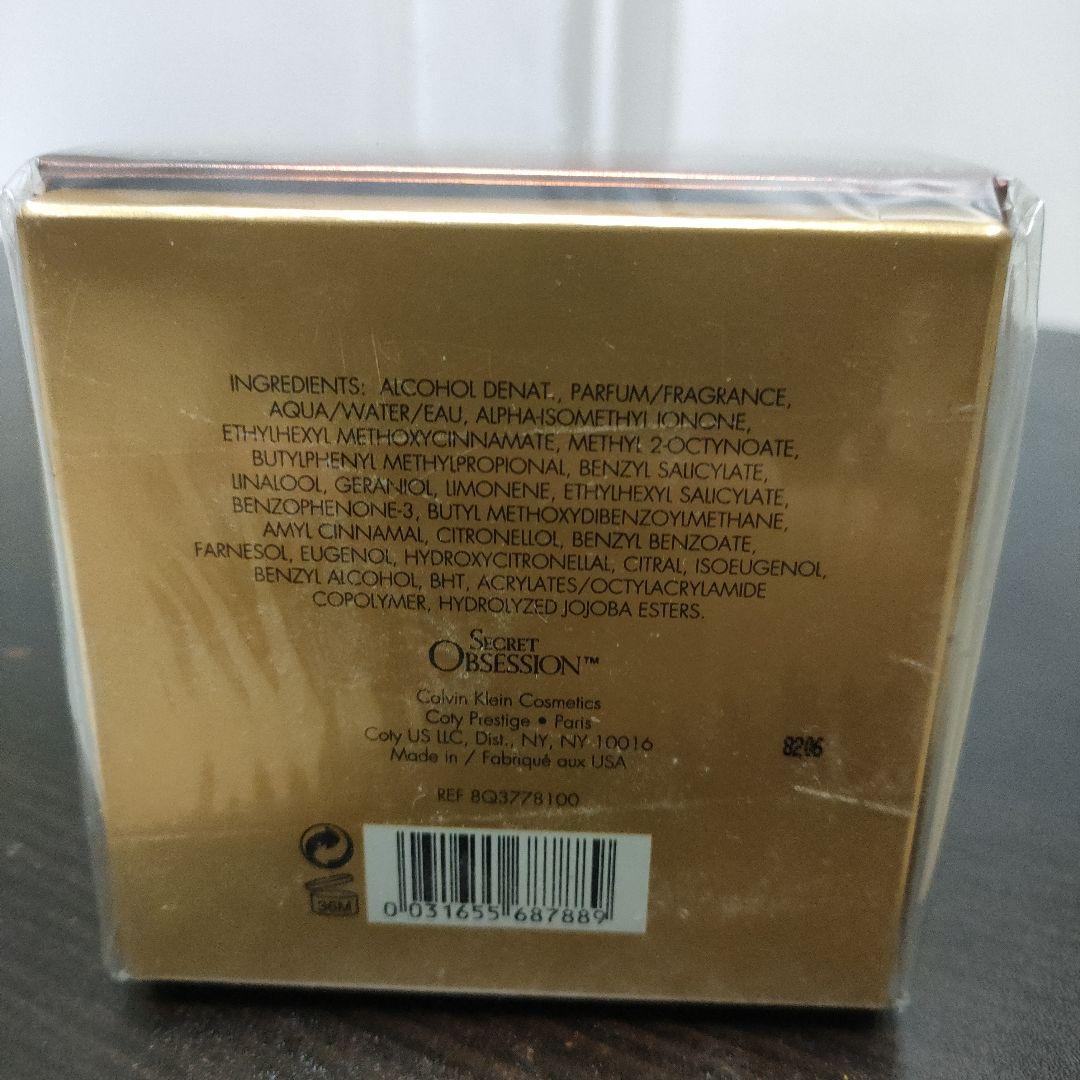 INGREDIENTS: ALCOHOL DENAT., PARFUM/FRAGRANCE,
AQUA/WATER/EAU, ALPHA-ISOMETHYL IONONE,
ETHYLHEXYL METHOXYCINNAMATE, METHYL 2-OCTYNOATE,
BUTYLPHENYL METHYLPROPIONAL, BENZYL SALICYLATE,
LINALOOL, GERANIOL, LIMONENE, ETHYLHEXYL SALICYLATE,
BENZOPHENONE-3, BUTYL METHOXYDIBENZOYLMETHANE,
AMYL CINNAMAL, CITRONELLOL, BENZYL BENZOATE,
FARNESOL, EUGENOL, HYDROXYCITRONELLAL, CITRAL, ISOEUGENOL,
BENZYL ALCOHOL, BHT, ACRYLATES/OCTYLACRYLAMIDE
COPOLYMER, HYDROLYZED JOJOBA ESTERS.
SECRET
OBSESSION™
Calvin Klein Cosmetics
Coty Prestige • Paris
Coty US LLC, Dist., NY, NY 10016
Made in / Fabriqué aux USA
8206
REF 8Q3778100
36M
0 031655 687889